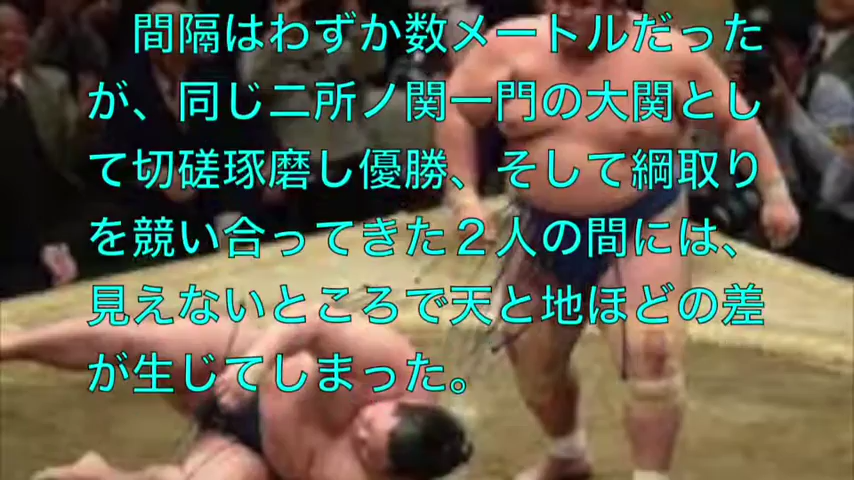 間隔はわずか数メートルだった
が、同じ二所ノ関一門の大関とし
て切磋琢磨し優勝、そして綱取り
を競い合ってきた２人の間には、
見えないところで天と地ほどの差
が生じてしまった。